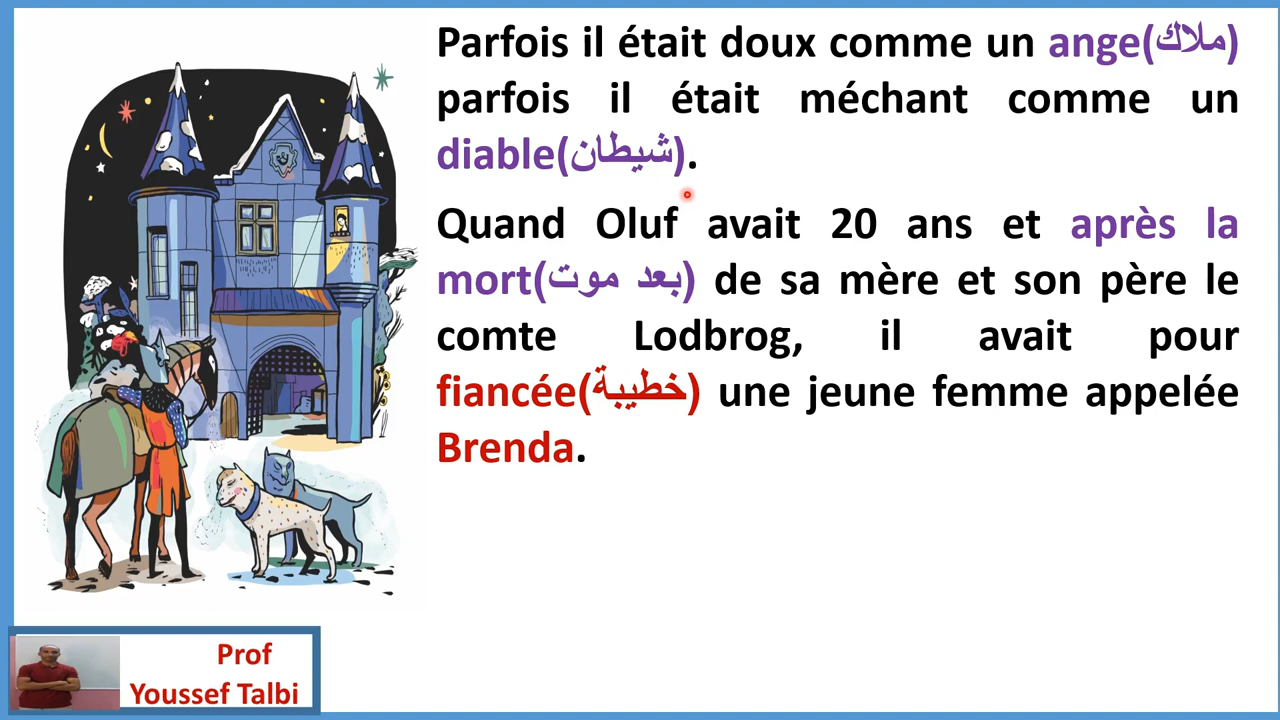 Parfois il était doux comme un ange(ملاك)
parfois il était méchant comme un
diable(شيطان).
Quand Oluf avait 20 ans et après la
mort(بعد موت) de sa mère et son père le
comte Lodbrog, il avait pour
fiancée(خطيبة) une jeune femme appelée
Brenda.
Prof
Youssef Talbi